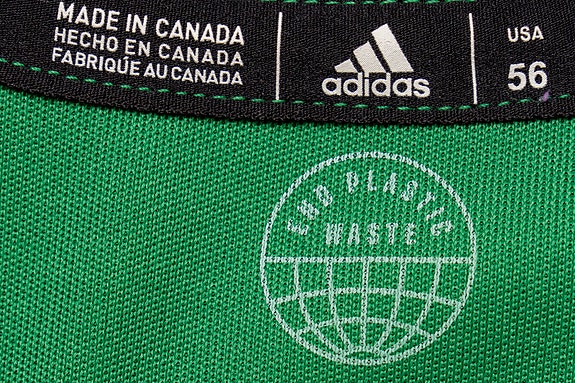 MADE IN CANADA
HECHO EN CANADA
FABRIQUÉ AU CANADA
adidas
USA
56
END PLASTIC
WASTE